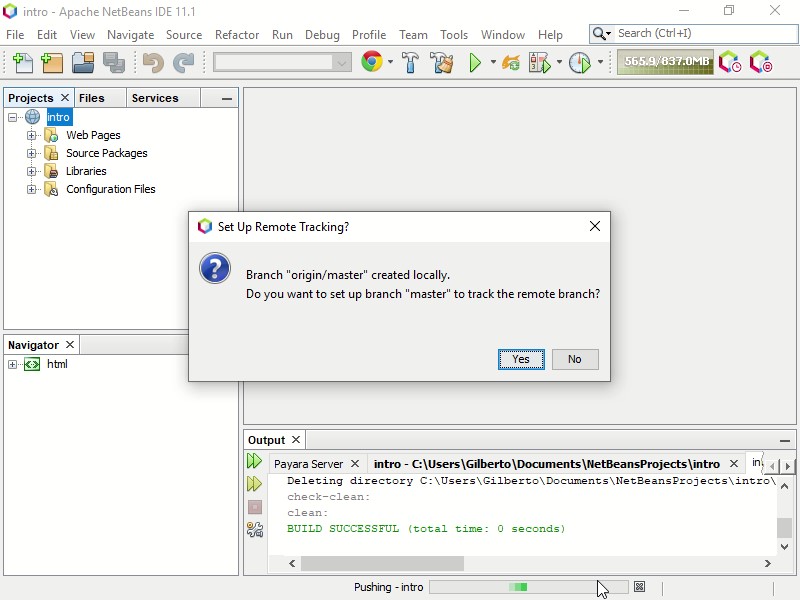 intro - Apache NetBeans IDE 11.1
File Edit View Navigate Source Refactor Run Debug Profile Team Tools Window Help
Search (Ctrl+I)
565.9/837.0MB
Projects Files Services
intro
Web Pages
Source Packages
Libraries
Configuration Files
Set Up Remote Tracking?
Branch "origin/master" created locally.
Do you want to set up branch "master" to track the remote branch?
Yes No
Navigator
html
Output
Payara Server intro - C:\Users\Gilberto\Documents\NetBeansProjects\intro in
Deleting directory C:\Users\Gilberto\Documents\NetBeansProjects\intro\
check-clean:
clean:
BUILD SUCCESSFUL (total time: 0 seconds)
Pushing - intro